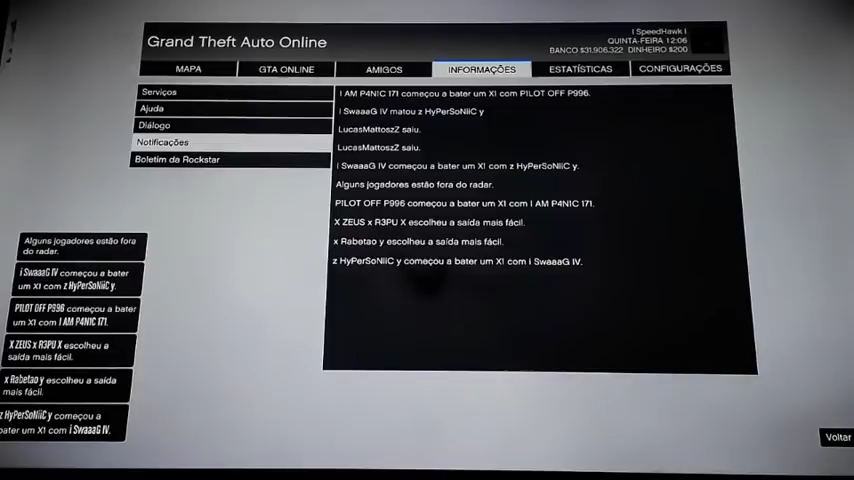 Grand Theft Auto Online
I SpeedHawk I
QUINTA-FEIRA 12:06
BANCO $31.906.322 DINHEIRO $200
MAPA
GTA ONLINE
AMIGOS
INFORMAÇÕES
ESTATÍSTICAS
CONFIGURAÇÕES
Serviços
Ajuda
Diálogo
Notificações
Boletim da Rockstar
I AM P4N1C 171 começou a bater um X1 com PILOT OFF P996.
i SwaaaG IV matou z HyPerSoNiiC y
LucasMattoszZ saiu.
LucasMattoszZ saiu.
i SwaaaG IV começou a bater um X1 com z HyPerSoNiiC y.
Alguns jogadores estão fora do radar.
PILOT OFF P996 começou a bater um X1 com I AM P4N1C 171.
X ZEUS x R3PU X escolheu a saída mais fácil.
x Rabetao y escolheu a saída mais fácil.
z HyPerSoNiiC y começou a bater um X1 com i SwaaaG IV.
Alguns jogadores estão fora
do radar.
i SwaaaG IV começou a bater
um X1 com z HyPerSoNiiC y.
PILOT OFF P996 começou a bater
um X1 com I AM P4N1C 171.
X ZEUS x R3PU X escolheu a
saída mais fácil.
x Rabetao y escolheu a saída
mais fácil.
z HyPerSoNiiC y começou a
bater um X1 com i SwaaaG IV.
Voltar